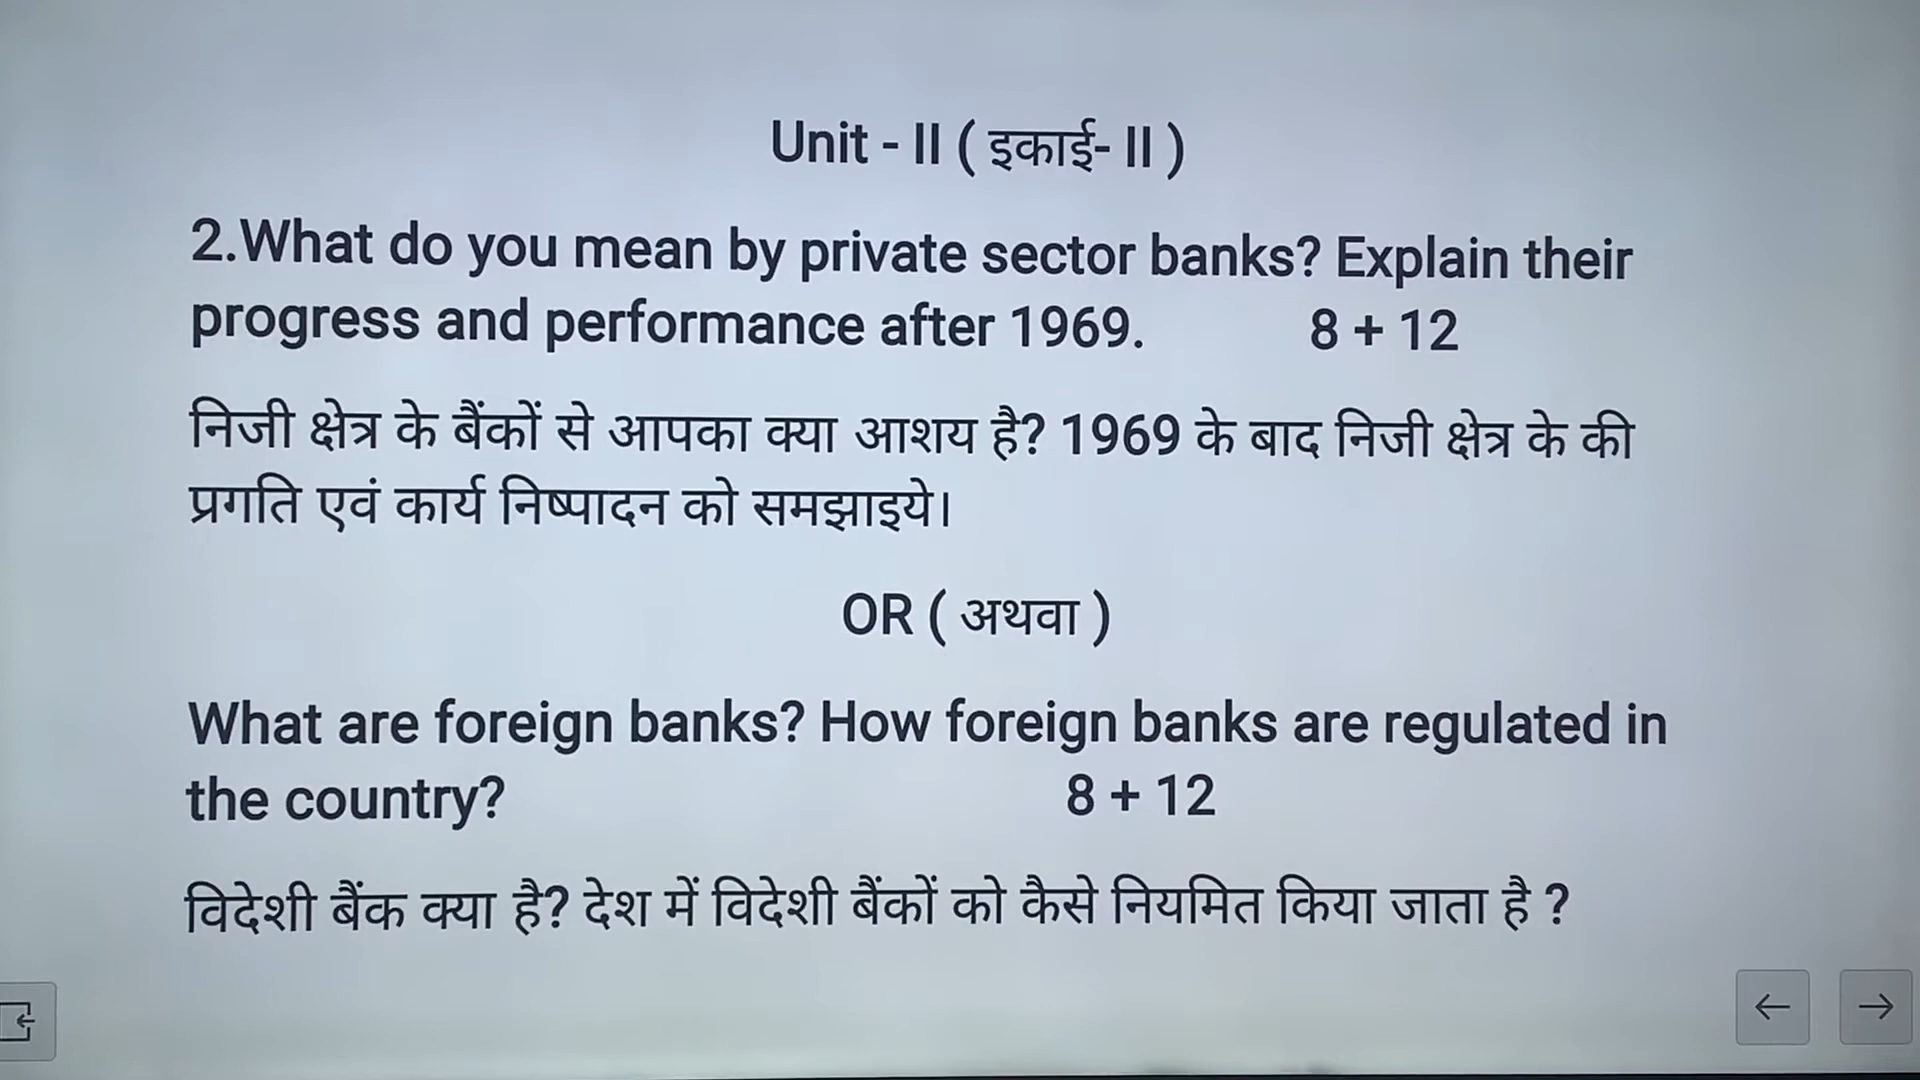 Unit - II ( इकाई- II )
2.What do you mean by private sector banks? Explain their
progress and performance after 1969. 8 + 12
निजी क्षेत्र के बैंकों से आपका क्या आशय है? 1969 के बाद निजी क्षेत्र के की
प्रगति एवं कार्य निष्पादन को समझाइये।
OR ( अथवा )
What are foreign banks? How foreign banks are regulated in
the country? 8 + 12
विदेशी बैंक क्या है? देश में विदेशी बैंकों को कैसे नियमित किया जाता है ?